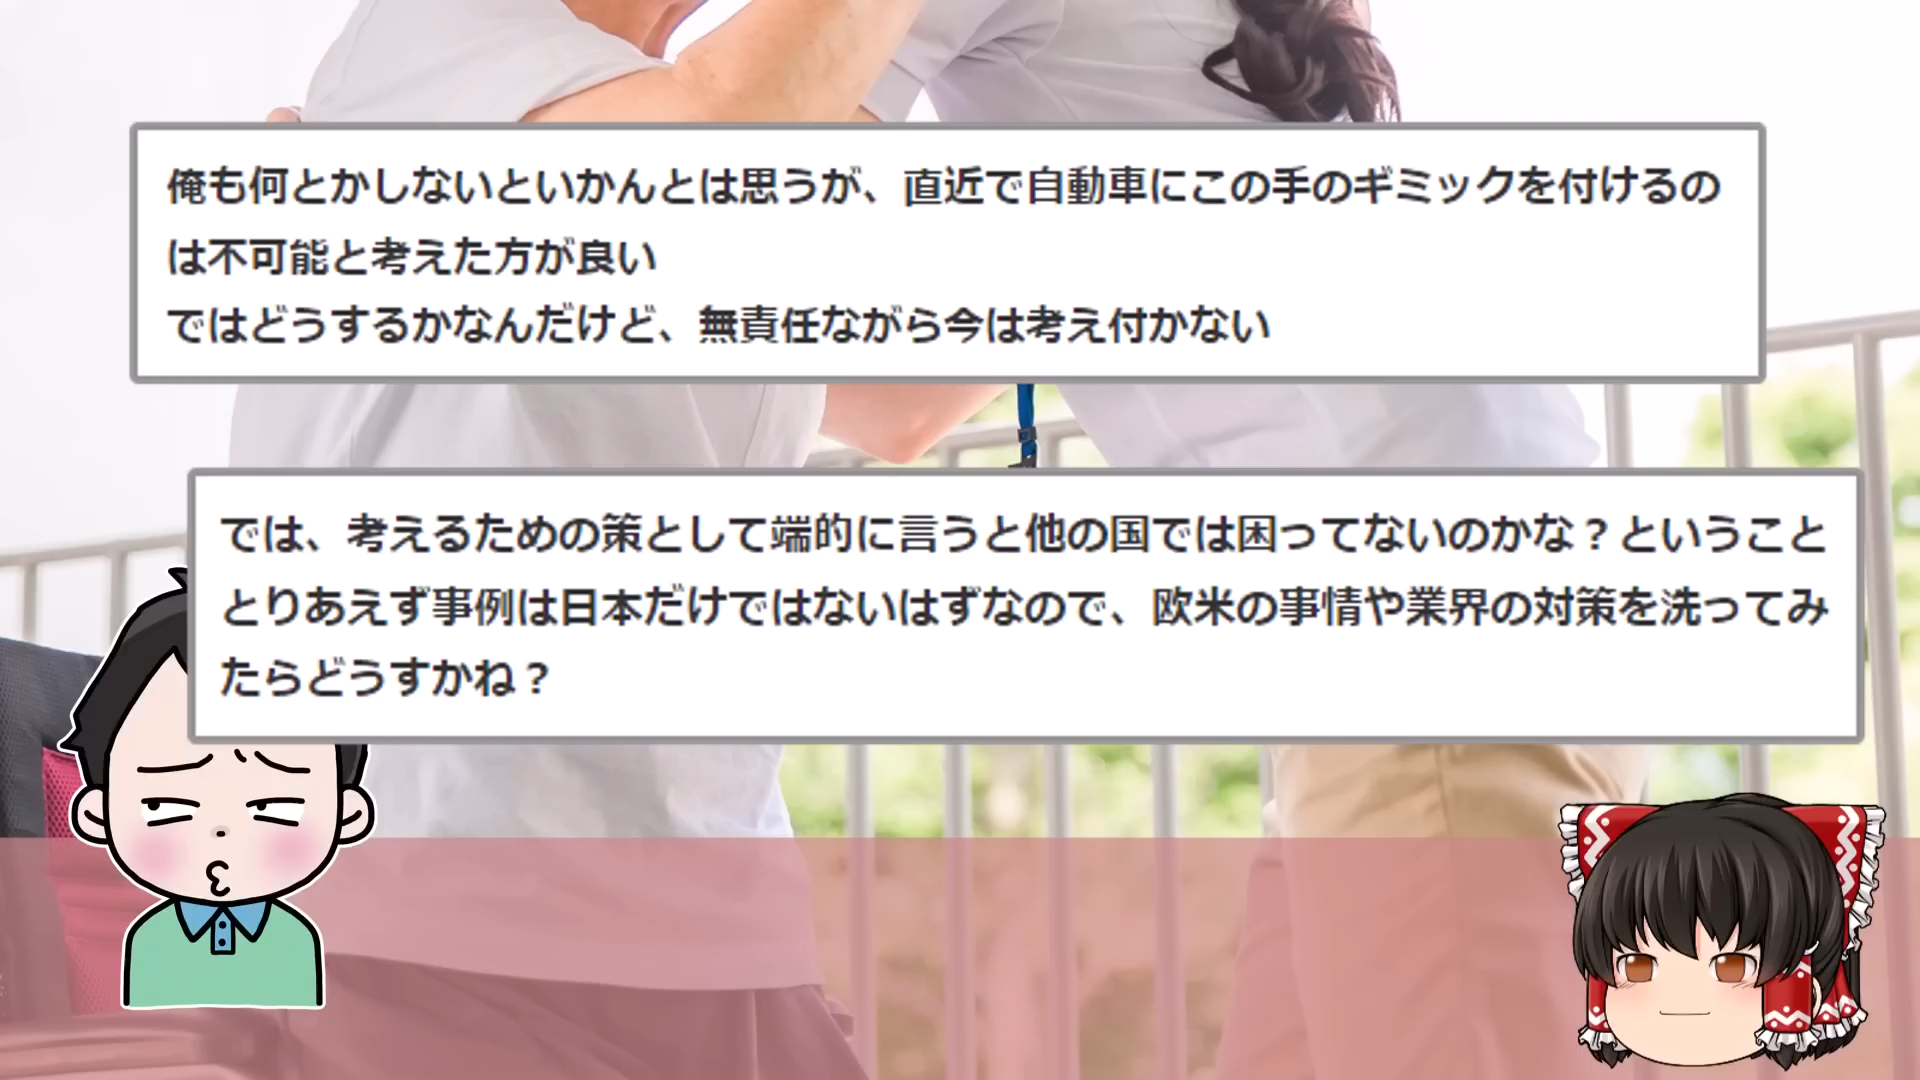 俺も何とかしないといかんとは思うが、直近で自動車にこの手のギミックを付けるの
は不可能と考えた方が良い
ではどうするかなんだけど、無責任ながら今は考え付かない
では、考えるための策として端的に言うと他の国では困ってないのかな？ということ
とりあえず事例は日本だけではないはずなので、欧米の事情や業界の対策を洗ってみ
たらどうすかね？